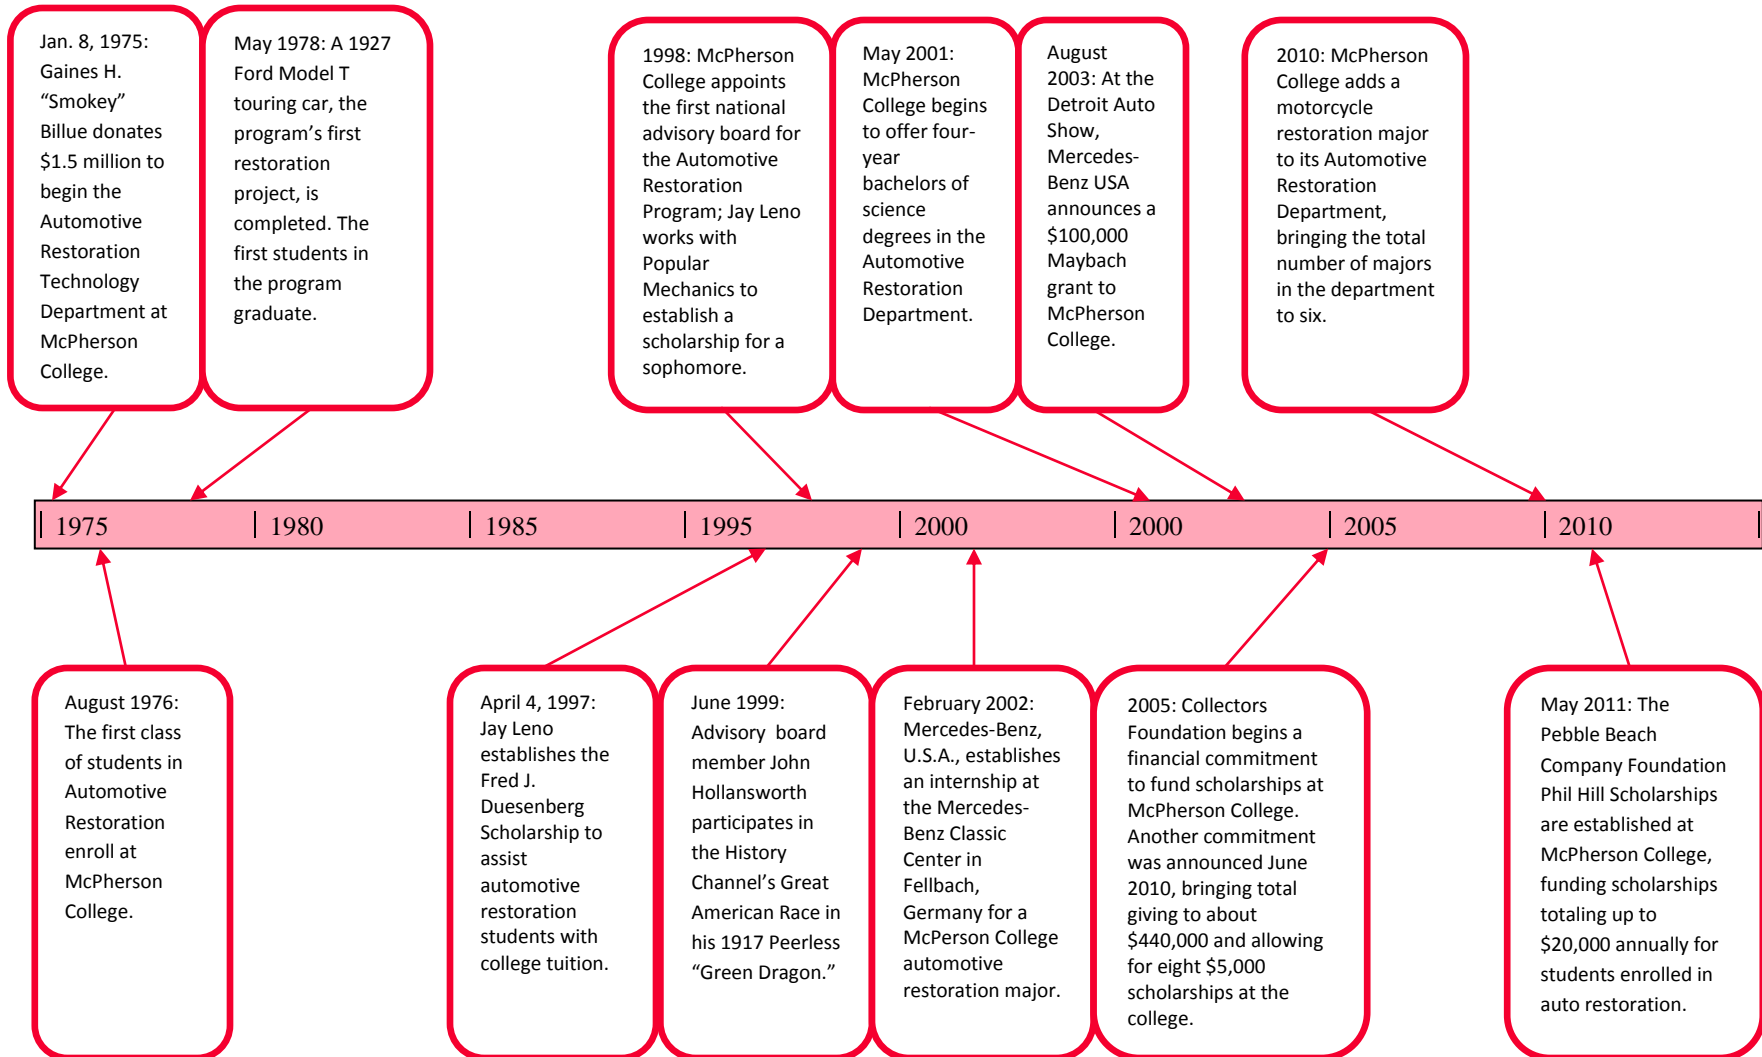 Jan. 8, 1975:
Gaines H.
“Smokey”
Billue donates
$1.5 million to
begin the
Automotive
Restoration
Technology
Department at
McPherson
College.
May 1978: A 1927
Ford Model T
touring car, the
program’s first
restoration
project, is
completed. The
first students in
the program
graduate.
1998: McPherson
College appoints
the first national
advisory board for
the Automotive
Restoration
Program; Jay Leno
works with
Popular
Mechanics to
establish a
scholarship for a
sophomore.
May 2001:
McPherson
College begins
to offer four-
year
bachelors of
science
degrees in the
Automotive
Restoration
Department.
August
2003: At the
Detroit Auto
Show,
Mercedes-
Benz USA
announces a
$100,000
Maybach
grant to
McPherson
College.
2010: McPherson
College adds a
motorcycle
restoration major
to its Automotive
Restoration
Department,
bringing the total
number of majors
in the department
to six.
1975 1980 1985 1995 2000 2000 2005 2010
August 1976:
The first class
of students in
Automotive
Restoration
enroll at
McPherson
College.
April 4, 1997:
Jay Leno
establishes the
Fred J.
Duesenberg
Scholarship to
assist
automotive
restoration
students with
college tuition.
June 1999:
Advisory board
member John
Hollansworth
participates in
the History
Channel’s Great
American Race in
his 1917 Peerless
“Green Dragon.”
February 2002:
Mercedes-Benz,
U.S.A., establishes
an internship at
the Mercedes-
Benz Classic
Center in
Fellbach,
Germany for a
McPerson College
automotive
restoration major.
2005: Collectors
Foundation begins a
financial commitment
to fund scholarships at
McPherson College.
Another commitment
was announced June
2010, bringing total
giving to about
$440,000 and allowing
for eight $5,000
scholarships at the
college.
May 2011: The
Pebble Beach
Company Foundation
Phil Hill Scholarships
are established at
McPherson College,
funding scholarships
totaling up to
$20,000 annually for
students enrolled in
auto restoration.